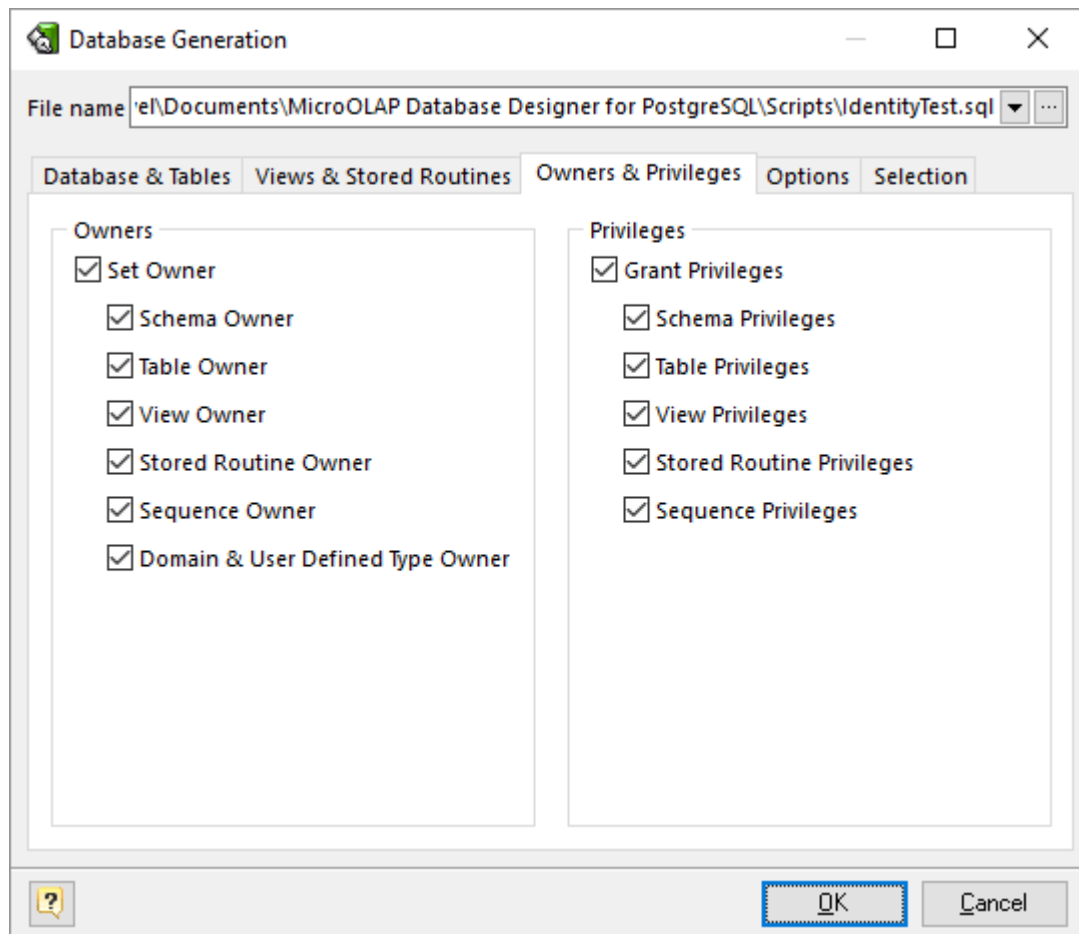 Database Generation
File name
\Documents\MicroOLAP Database Designer for PostgreSQL\Scripts\IdentityTest.sql
Database & Tables Views & Stored Routines Owners & Privileges Options Selection
Owners
Set Owner
Schema Owner
Table Owner
View Owner
Stored Routine Owner
Sequence Owner
Domain & User Defined Type Owner
Privileges
Grant Privileges
Schema Privileges
Table Privileges
View Privileges
Stored Routine Privileges
Sequence Privileges
?
OK Cancel